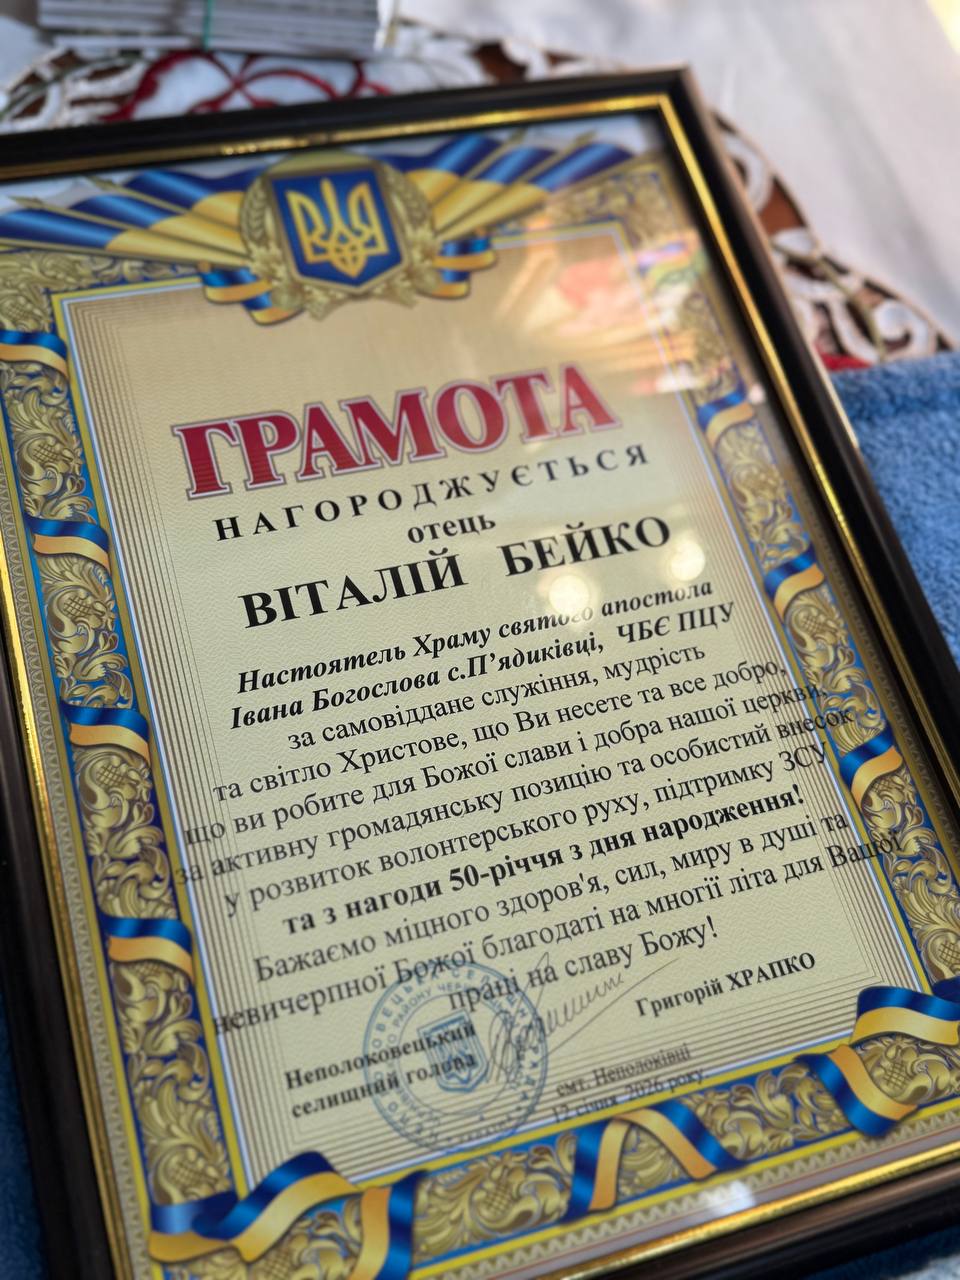 ГРАМОТА
НАГОРОДЖУЄТЬСЯ
отець
ВІТАЛІЙ БЕЙКО
Настоятель Храму святого апостола
Івана Богослова с.П’ядиківці, ЧБЄ ПЦУ
за самовіддане служіння, мудрість
та світло Христове, що Ви несете та все добро,
що ви робите для Божої слави і добра нашої церкви,
за активну громадянську позицію та особистий внесок
у розвиток волонтерського руху, підтримку ЗСУ
та з нагоди 50-річчя з дня народження!
Бажаємо міцного здоров'я, сил, миру в душі та
невичерпної Божої благодаті на многії літа для Вашої
праці на славу Божу!
Неполоковецький
селищний голова
Григорій ХРАПКО
смт. Неполоківці
12 січня 2026 року